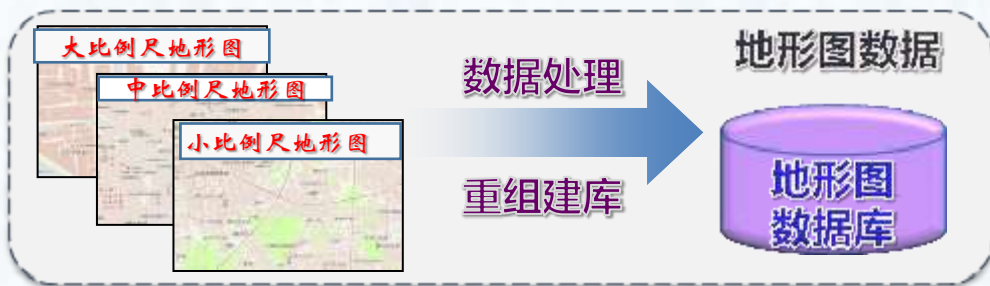 大比例尺地形图
中比例尺地形图
小比例尺地形图
数据处理
重组建库
地形图数据
地形图
数据库